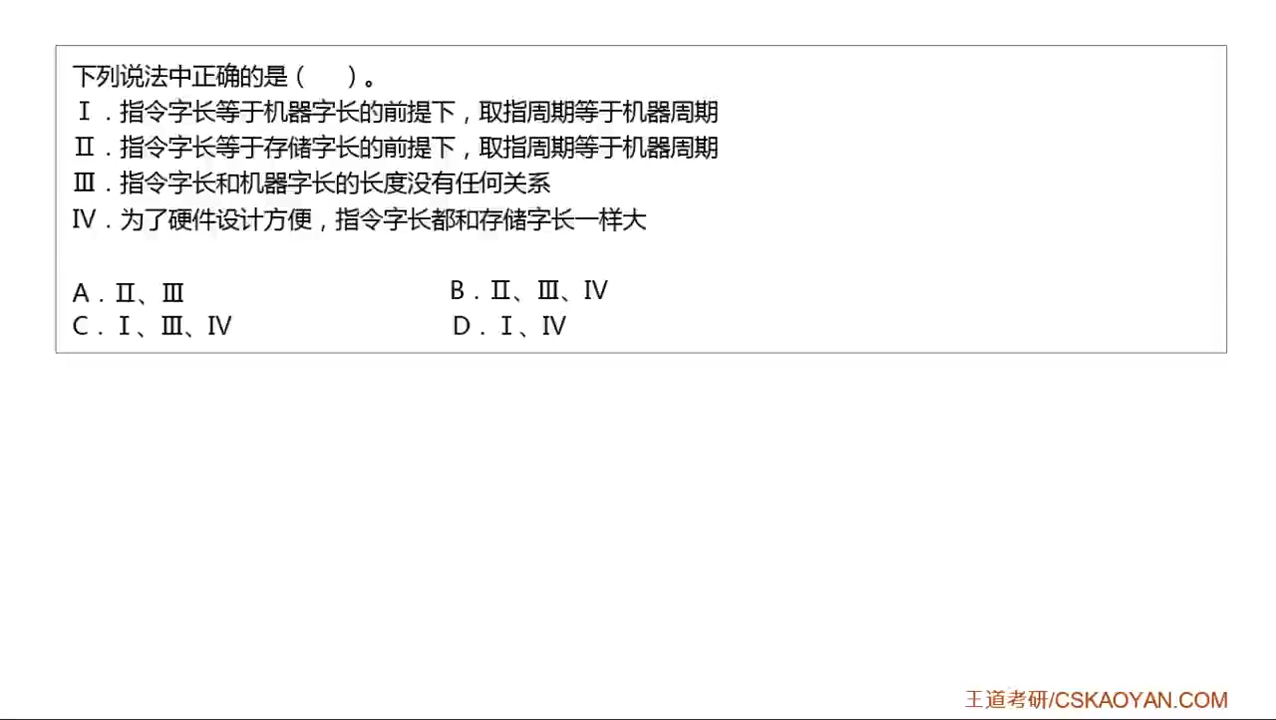 下列说法中正确的是（　　）。
Ⅰ．指令字长等于机器字长的前提下，取指周期等于机器周期
Ⅱ．指令字长等于存储字长的前提下，取指周期等于机器周期
Ⅲ．指令字长和机器字长的长度没有任何关系
Ⅳ．为了硬件设计方便，指令字长都和存储字长一样大
A．Ⅱ、Ⅲ　　B．Ⅱ、Ⅲ、Ⅳ
C．Ⅰ、Ⅲ、Ⅳ　　D．Ⅰ、Ⅳ
王道考研/CSKAOYAN.COM